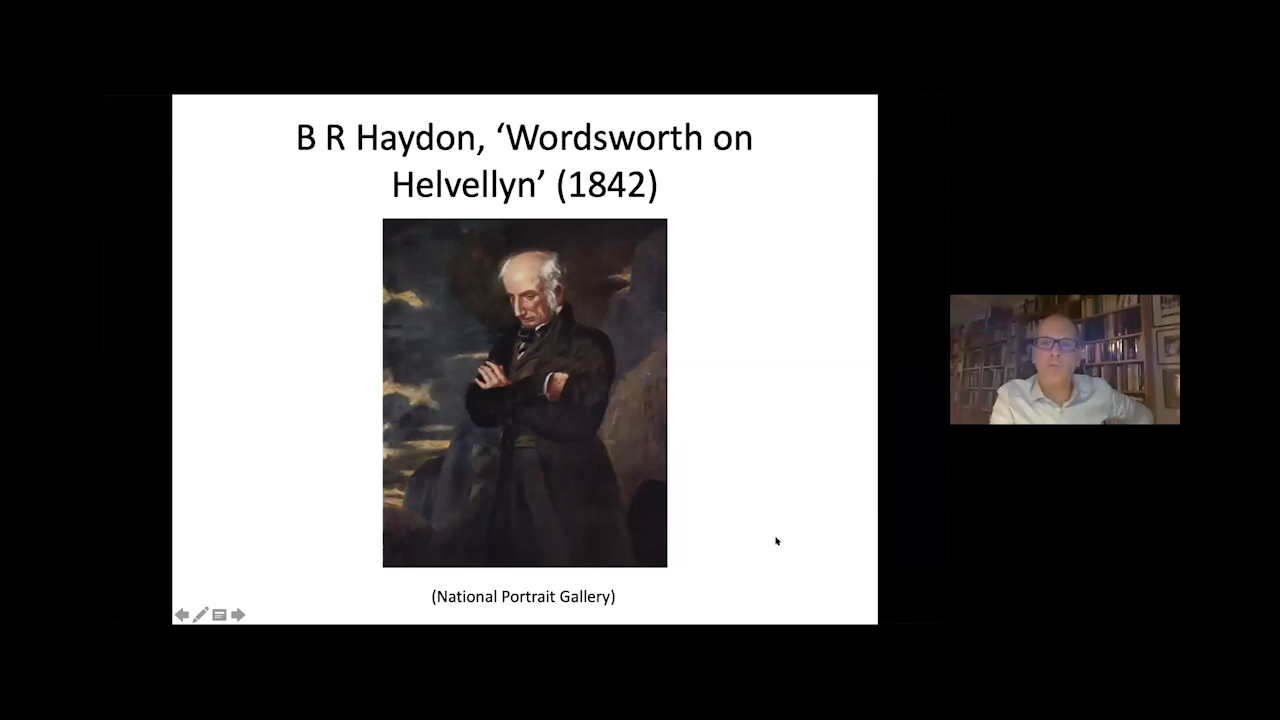 B R Haydon, ‘Wordsworth on
Helvellyn’ (1842)
(National Portrait Gallery)